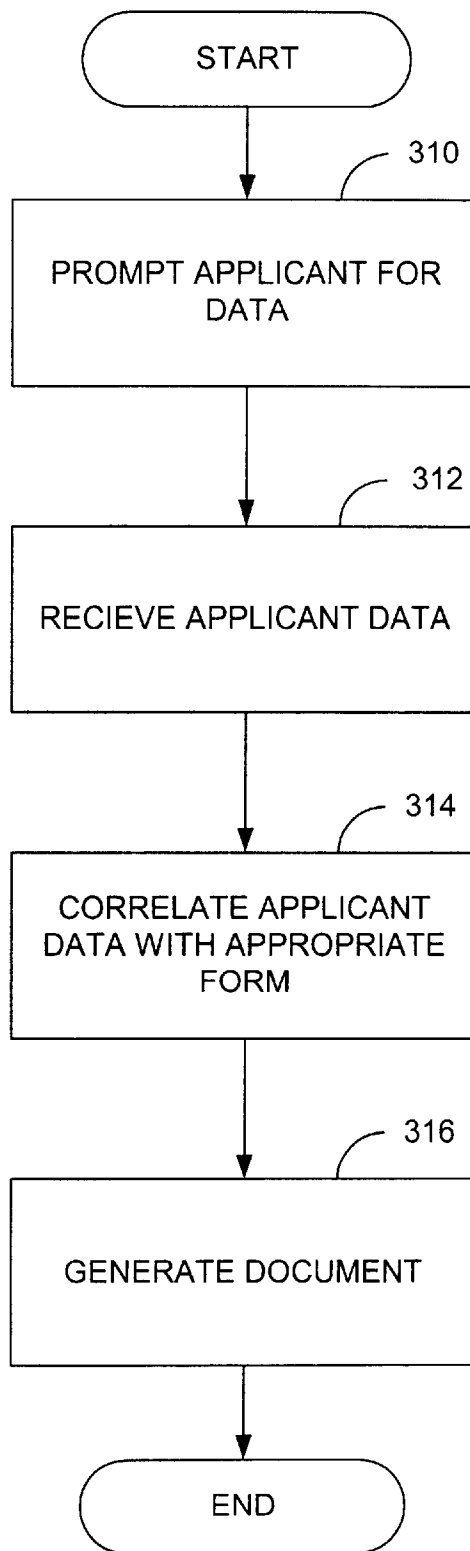 START
310
PROMPT APPLICANT FOR
DATA
312
RECIEVE APPLICANT DATA
314
CORRELATE APPLICANT
DATA WITH APPROPRIATE
FORM
316
GENERATE DOCUMENT
END